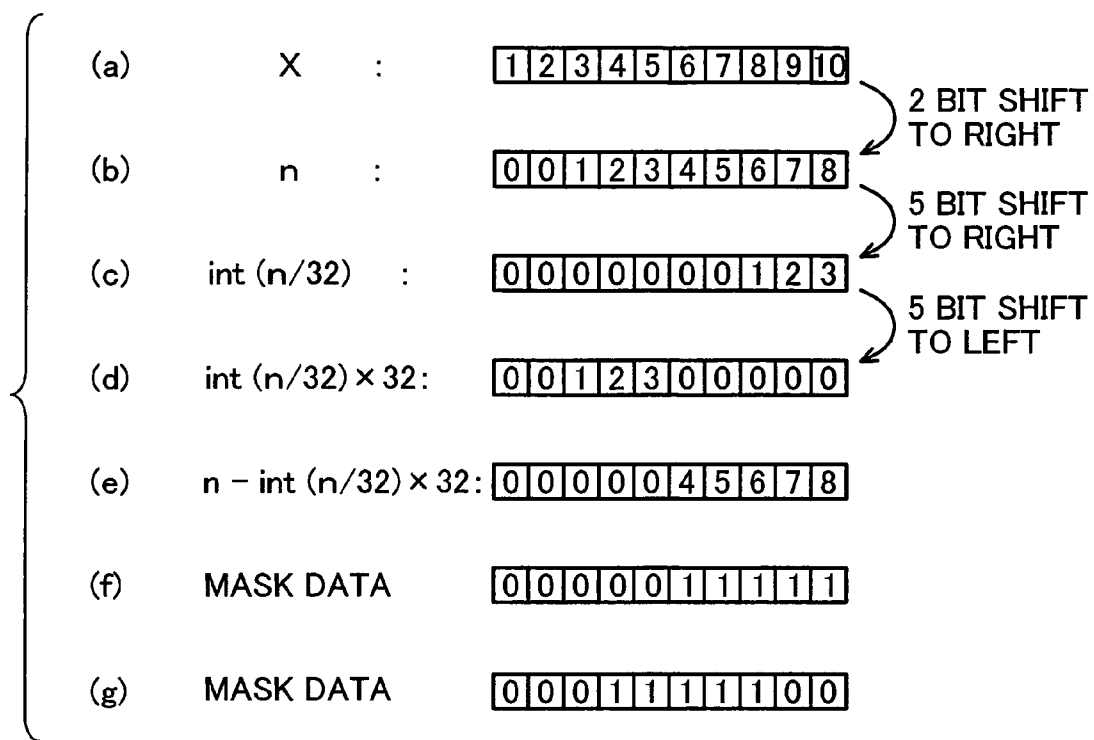 (a) X : 1 2 3 4 5 6 7 8 9 10
2 BIT SHIFT
TO RIGHT
(b) n : 0 0 1 2 3 4 5 6 7 8
5 BIT SHIFT
TO RIGHT
(c) int (n/32) : 0 0 0 0 0 0 0 1 2 3
5 BIT SHIFT
TO LEFT
(d) int (n/32) × 32: 0 0 1 2 3 0 0 0 0 0
(e) n − int (n/32) × 32: 0 0 0 0 0 4 5 6 7 8
(f) MASK DATA 0 0 0 0 0 1 1 1 1 1
(g) MASK DATA 0 0 0 1 1 1 1 1 0 0